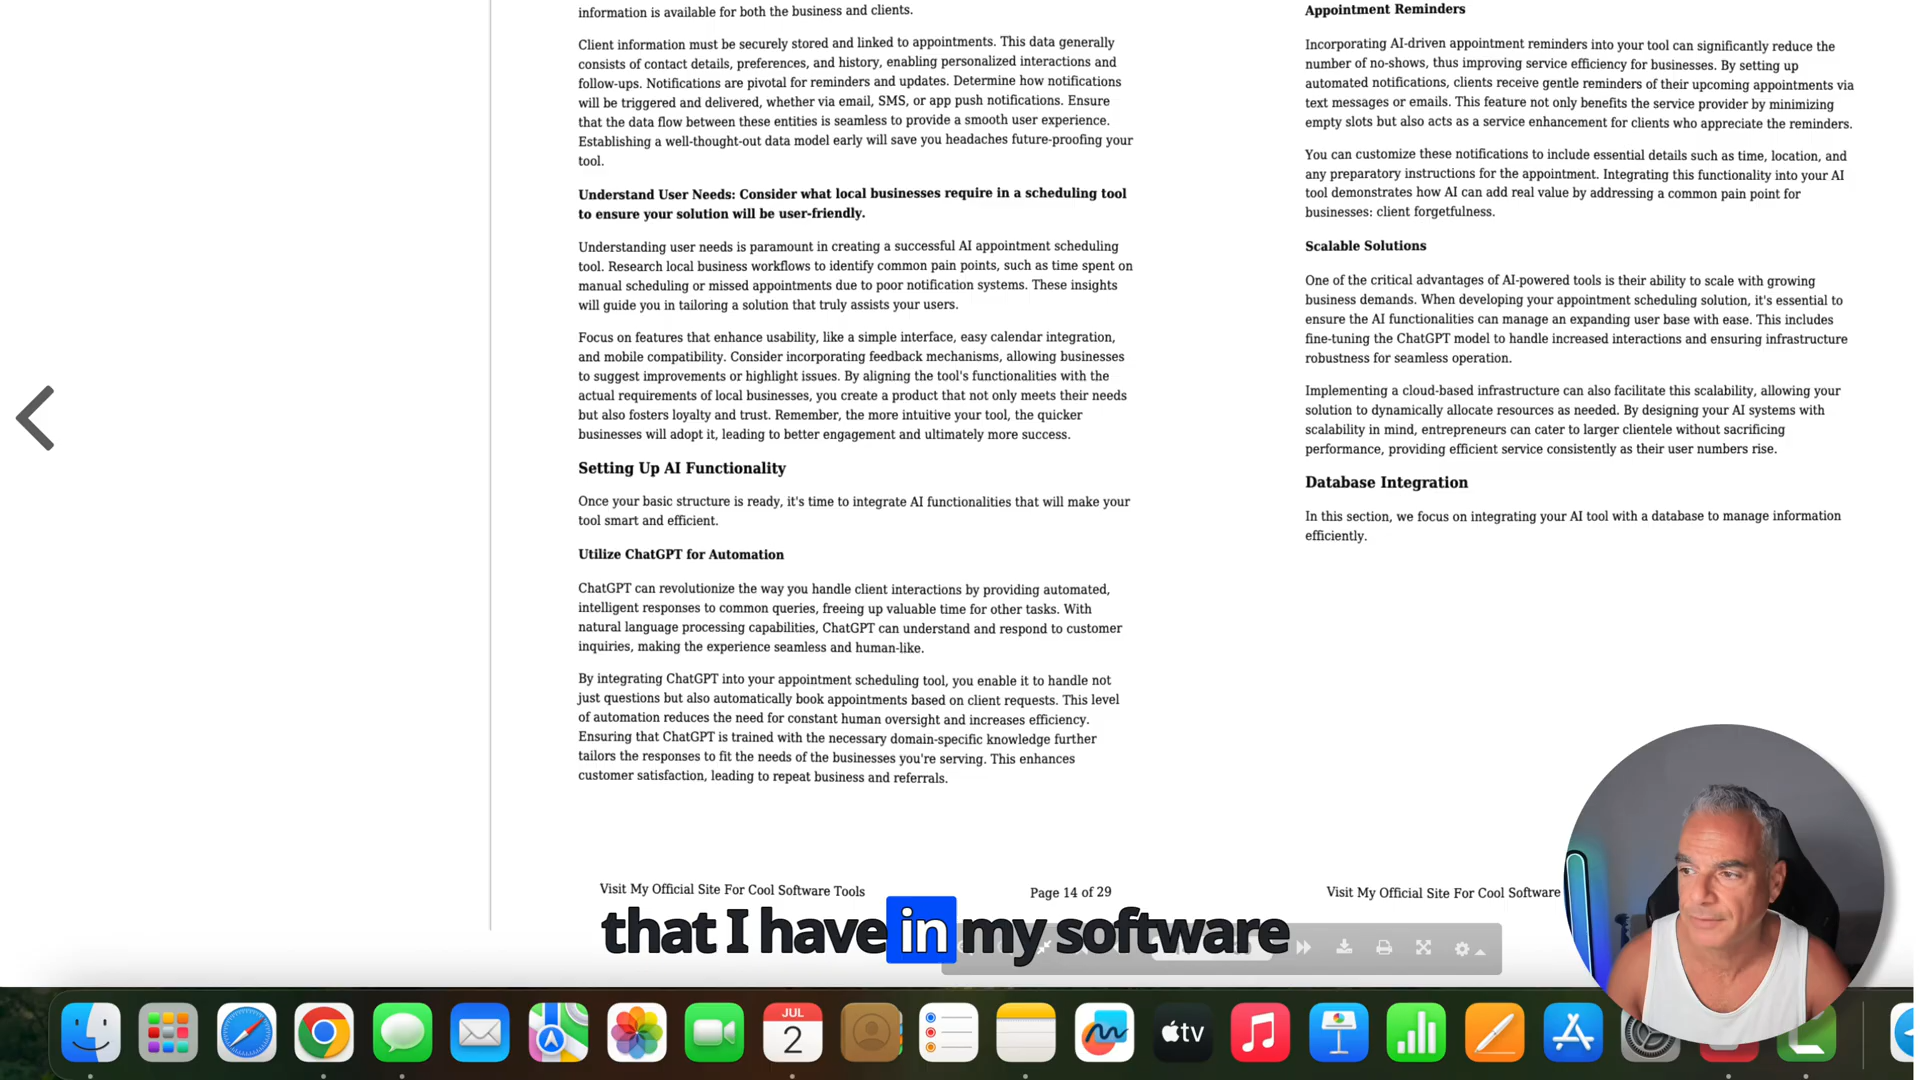 information is available for both the business and clients.
Client information must be securely stored and linked to appointments. This data generally
consists of contact details, preferences, and history, enabling personalized interactions and
follow-ups. Notifications are pivotal for reminders and updates. Determine how notifications
will be triggered and delivered, whether via email, SMS, or app push notifications. Ensure
that the data flow between these entities is seamless to provide a smooth user experience.
Establishing a well-thought-out data model early will save you headaches future-proofing your
tool.
Understand User Needs: Consider what local businesses require in a scheduling tool
to ensure your solution will be user-friendly.
Understanding user needs is paramount in creating a successful AI appointment scheduling
tool. Research local business workflows to identify common pain points, such as time spent on
manual scheduling or missed appointments due to poor notification systems. These insights
will guide you in tailoring a solution that truly assists your users.
Focus on features that enhance usability, like a simple interface, easy calendar integration,
and mobile compatibility. Consider incorporating feedback mechanisms, allowing businesses
to suggest improvements or highlight issues. By aligning the tool's functionalities with the
actual requirements of local businesses, you create a product that not only meets their needs
but also fosters loyalty and trust. Remember, the more intuitive your tool, the quicker
businesses will adopt it, leading to better engagement and ultimately more success.
Setting Up AI Functionality
Once your basic structure is ready, it's time to integrate AI functionalities that will make your
tool smart and efficient.
Utilize ChatGPT for Automation
ChatGPT can revolutionize the way you handle client interactions by providing automated,
intelligent responses to common queries, freeing up valuable time for other tasks. With
natural language processing capabilities, ChatGPT can understand and respond to customer
inquiries, making the experience seamless and human-like.
By integrating ChatGPT into your appointment scheduling tool, you enable it to handle not
just questions but also automatically book appointments based on client requests. This level
of automation reduces the need for constant human oversight and increases efficiency.
Ensuring that ChatGPT is trained with the necessary domain-specific knowledge further
tailors the responses to fit the needs of the businesses you're serving. This enhances
customer satisfaction, leading to repeat business and referrals.
Visit My Official Site For Cool Software Tools
Page 14 of 29
Appointment Reminders
Incorporating AI-driven appointment reminders into your tool can significantly reduce the
number of no-shows, thus improving service efficiency for businesses. By setting up
automated notifications, clients receive gentle reminders of their upcoming appointments via
text messages or emails. This feature not only benefits the service provider by minimizing
empty slots but also acts as a service enhancement for clients who appreciate the reminders.
You can customize these notifications to include essential details such as time, location, and
any preparatory instructions for the appointment. Integrating this functionality into your AI
tool demonstrates how AI can add real value by addressing a common pain point for
businesses: client forgetfulness.
Scalable Solutions
One of the critical advantages of AI-powered tools is their ability to scale with growing
business demands. When developing your appointment scheduling solution, it's essential to
ensure the AI functionalities can manage an expanding user base with ease. This includes
fine-tuning the ChatGPT model to handle increased interactions and ensuring infrastructure
robustness for seamless operation.
Implementing a cloud-based infrastructure can also facilitate this scalability, allowing your
solution to dynamically allocate resources as needed. By designing your AI systems with
scalability in mind, entrepreneurs can cater to larger clientele without sacrificing
performance, providing efficient service consistently as their user numbers rise.
Database Integration
In this section, we focus on integrating your AI tool with a database to manage information
efficiently.
Visit My Official Site For Cool Software
that I have in my software
JUL
2
tv